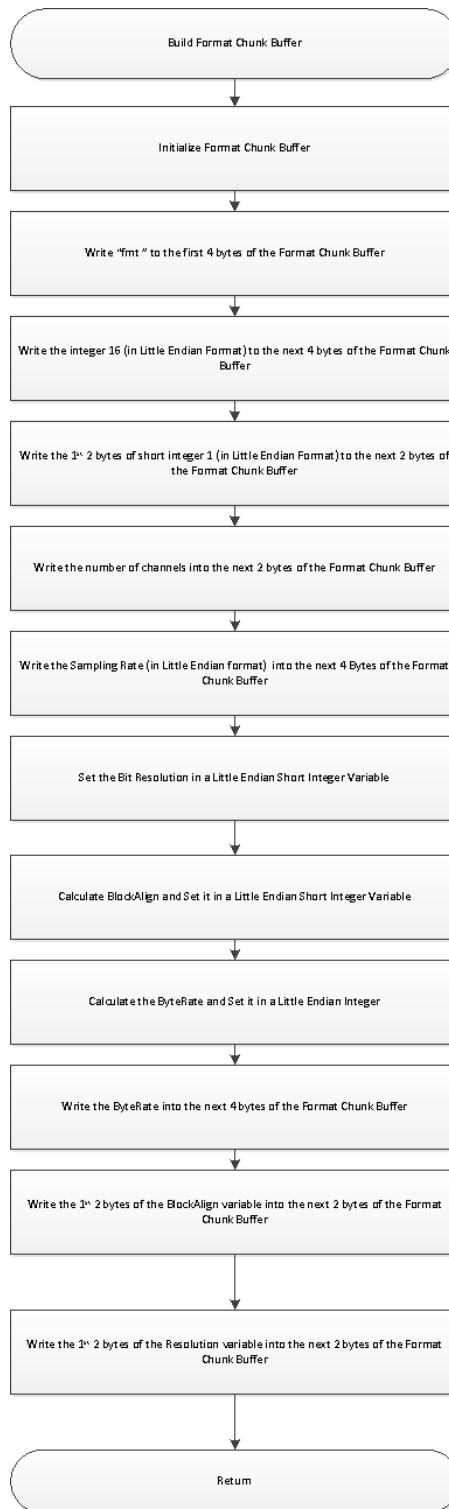 Build Format Chunk Buffer
Initialize Format Chunk Buffer
Write "fmt " to the first 4 bytes of the Format Chunk Buffer
Write the integer 16 (in Little Endian Format) to the next 4 bytes of the Format Chunk
Buffer
Write the 1st 2 bytes of short integer 1 (in Little Endian Format) to the next 2 bytes of
the Format Chunk Buffer
Write the number of channels into the next 2 bytes of the Format Chunk Buffer
Write the Sampling Rate (in Little Endian format) into the next 4 Bytes of the Format
Chunk Buffer
Set the Bit Resolution in a Little Endian Short Integer Variable
Calculate BlockAlign and Set it in a Little Endian Short Integer Variable
Calculate the ByteRate and Set it in a Little Endian Integer
Write the ByteRate into the next 4 bytes of the Format Chunk Buffer
Write the 1st 2 bytes of the BlockAlign variable into the next 2 bytes of the Format
Chunk Buffer
Write the 1st 2 bytes of the Resolution variable into the next 2 bytes of the Format
Chunk Buffer
Return